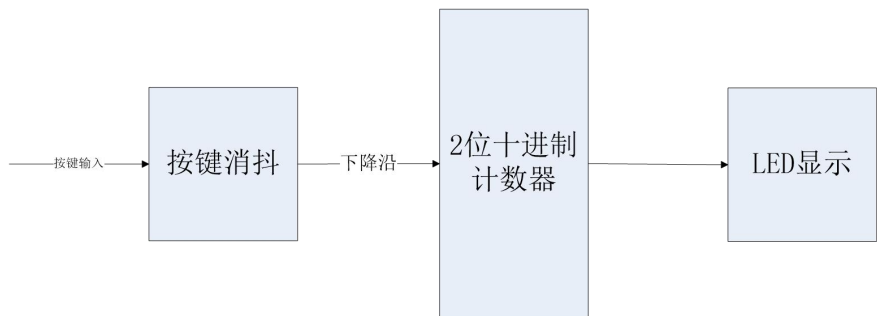 按键输入
按键消抖
下降沿
2位十进制
计数器
LED显示